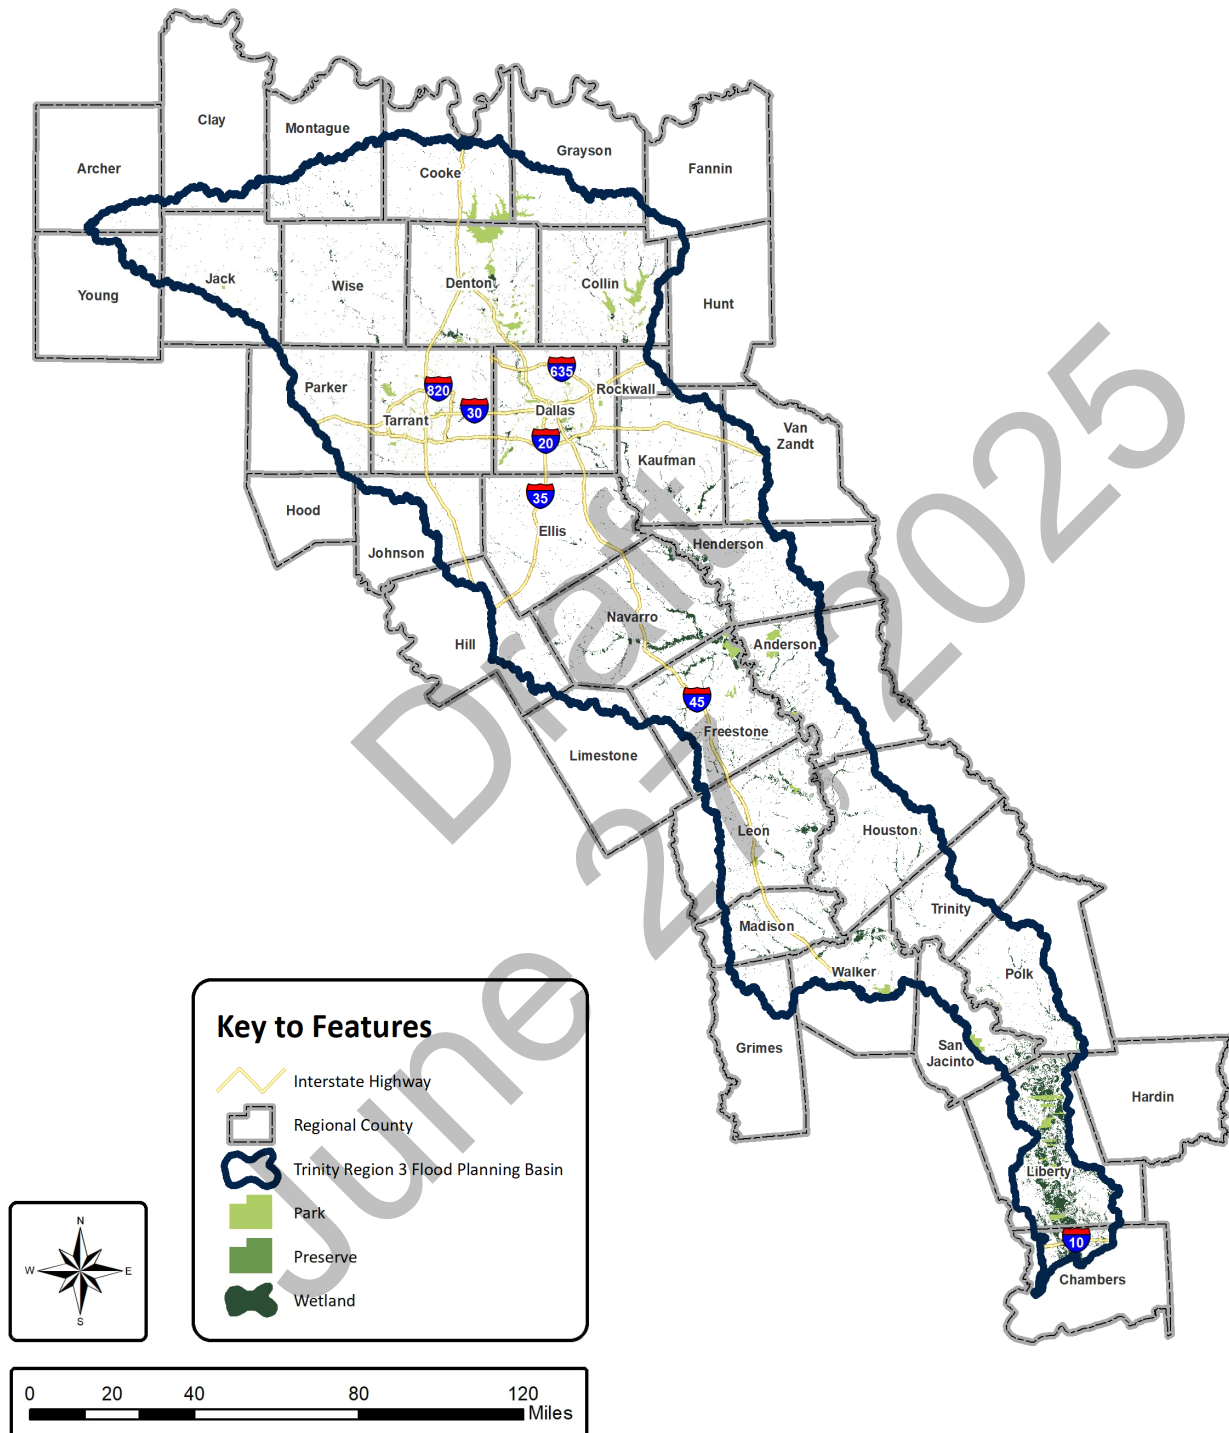 Clay
Montague
Grayson
Archer
Cooke
Fannin
Young
Jack
Wise
Denton
Collin
Hunt
635
820
Parker
Rockwall
30
Tarrant
Dallas
Van
Zandt
20
Kaufman
35
Hood
Ellis
Johnson
Henderson
Navarro
Hill
Anderson
45
Freestone
Limestone
Leon
Houston
Trinity
Madison
Walker
Polk
Grimes
San
Jacinto
Hardin
Liberty
10
Chambers
Draft
June 27, 2025
Key to Features
Interstate Highway
Regional County
Trinity Region 3 Flood Planning Basin
Park
Preserve
Wetland
N
W E
S
0 20 40 80 120
Miles